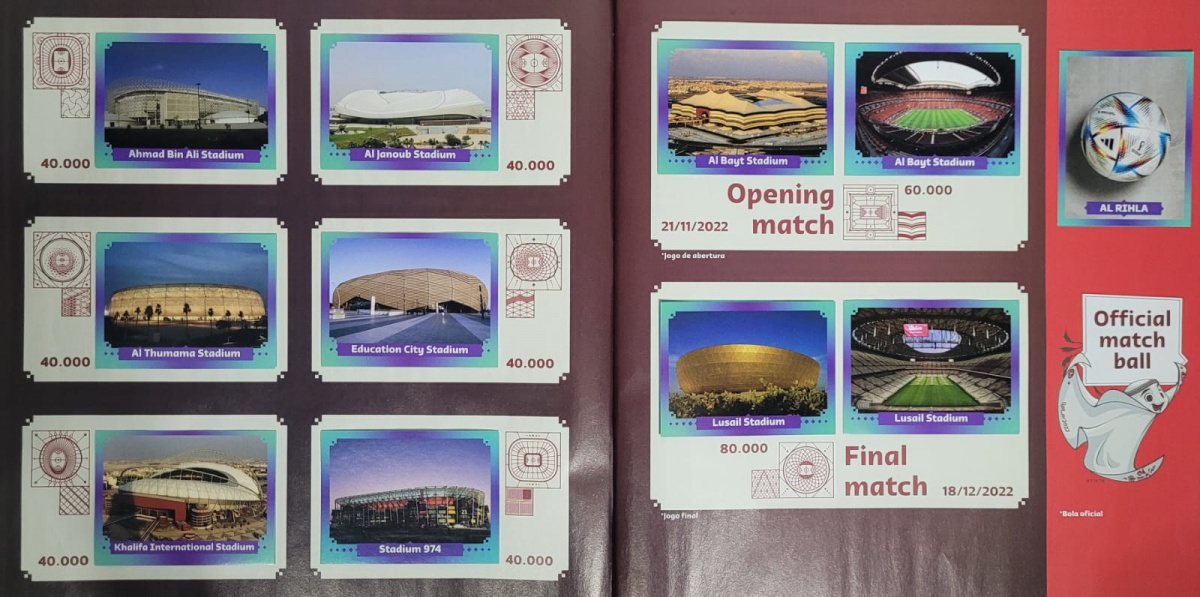 Ahmad Bin Ali Stadium
40.000
Al Janoub Stadium
40.000
Al Thumama Stadium
40.000
Education City Stadium
40.000
Khalifa International Stadium
40.000
Stadium 974
40.000
Al Bayt Stadium
Al Bayt Stadium
Opening
match
21/11/2022
60.000
*Jogo de abertura
Lusail Stadium
Lusail Stadium
80.000
Final
match
18/12/2022
*Jogo final
AL RIHLA
Official
match
ball
*Bola oficial